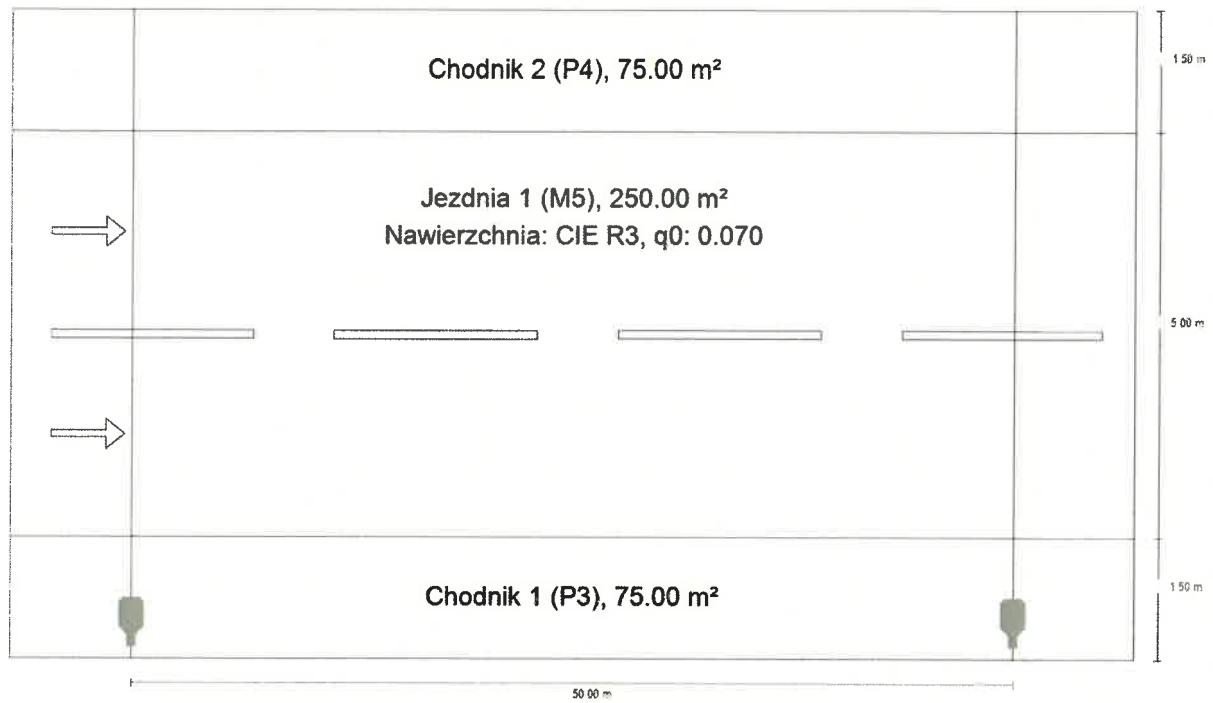 Chodnik 2 (P4), 75.00 m²
1 50 m
Jezdnia 1 (M5), 250.00 m²
Nawierzchnia: CIE R3, q0: 0.070
5 00 m
Chodnik 1 (P3), 75.00 m²
1 50 m
50 00 m